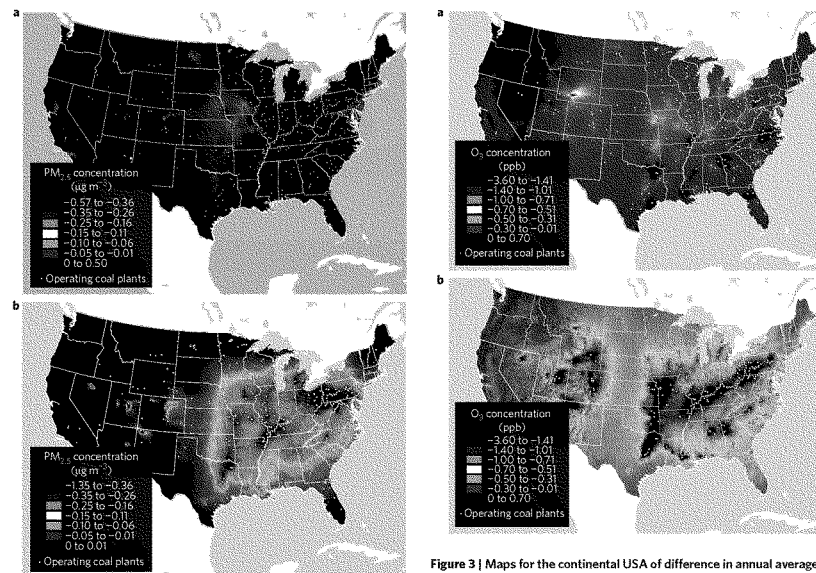 a
PM2.5 concentration
(µg m−3)
−0.57 to −0.36
−0.35 to −0.26
−0.25 to −0.16
−0.15 to −0.11
−0.10 to −0.06
−0.05 to −0.01
0 to 0.50
· Operating coal plants
b
PM2.5 concentration
(µg m−3)
−1.35 to −0.36
−0.35 to −0.26
−0.25 to −0.16
−0.15 to −0.11
−0.10 to −0.06
−0.05 to −0.01
0 to 0.01
· Operating coal plants
a
O3 concentration
(ppb)
−3.60 to −1.41
−1.40 to −1.01
−1.00 to −0.71
−0.70 to −0.51
−0.50 to −0.31
−0.30 to −0.01
0 to 0.70
· Operating coal plants
b
O3 concentration
(ppb)
−3.60 to −1.41
−1.40 to −1.01
−1.00 to −0.71
−0.70 to −0.51
−0.50 to −0.31
−0.30 to −0.01
0 to 0.70
· Operating coal plants
Figure 3 | Maps for the continental USA of difference in annual average